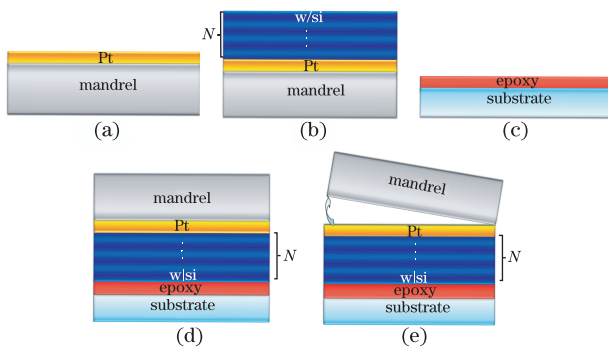 Pt
mandrel
(a)
N
w/si
Pt
mandrel
(b)
epoxy
substrate
(c)
mandrel
Pt
N
w|si
epoxy
substrate
(d)
mandrel
Pt
N
w|si
epoxy
substrate
(e)